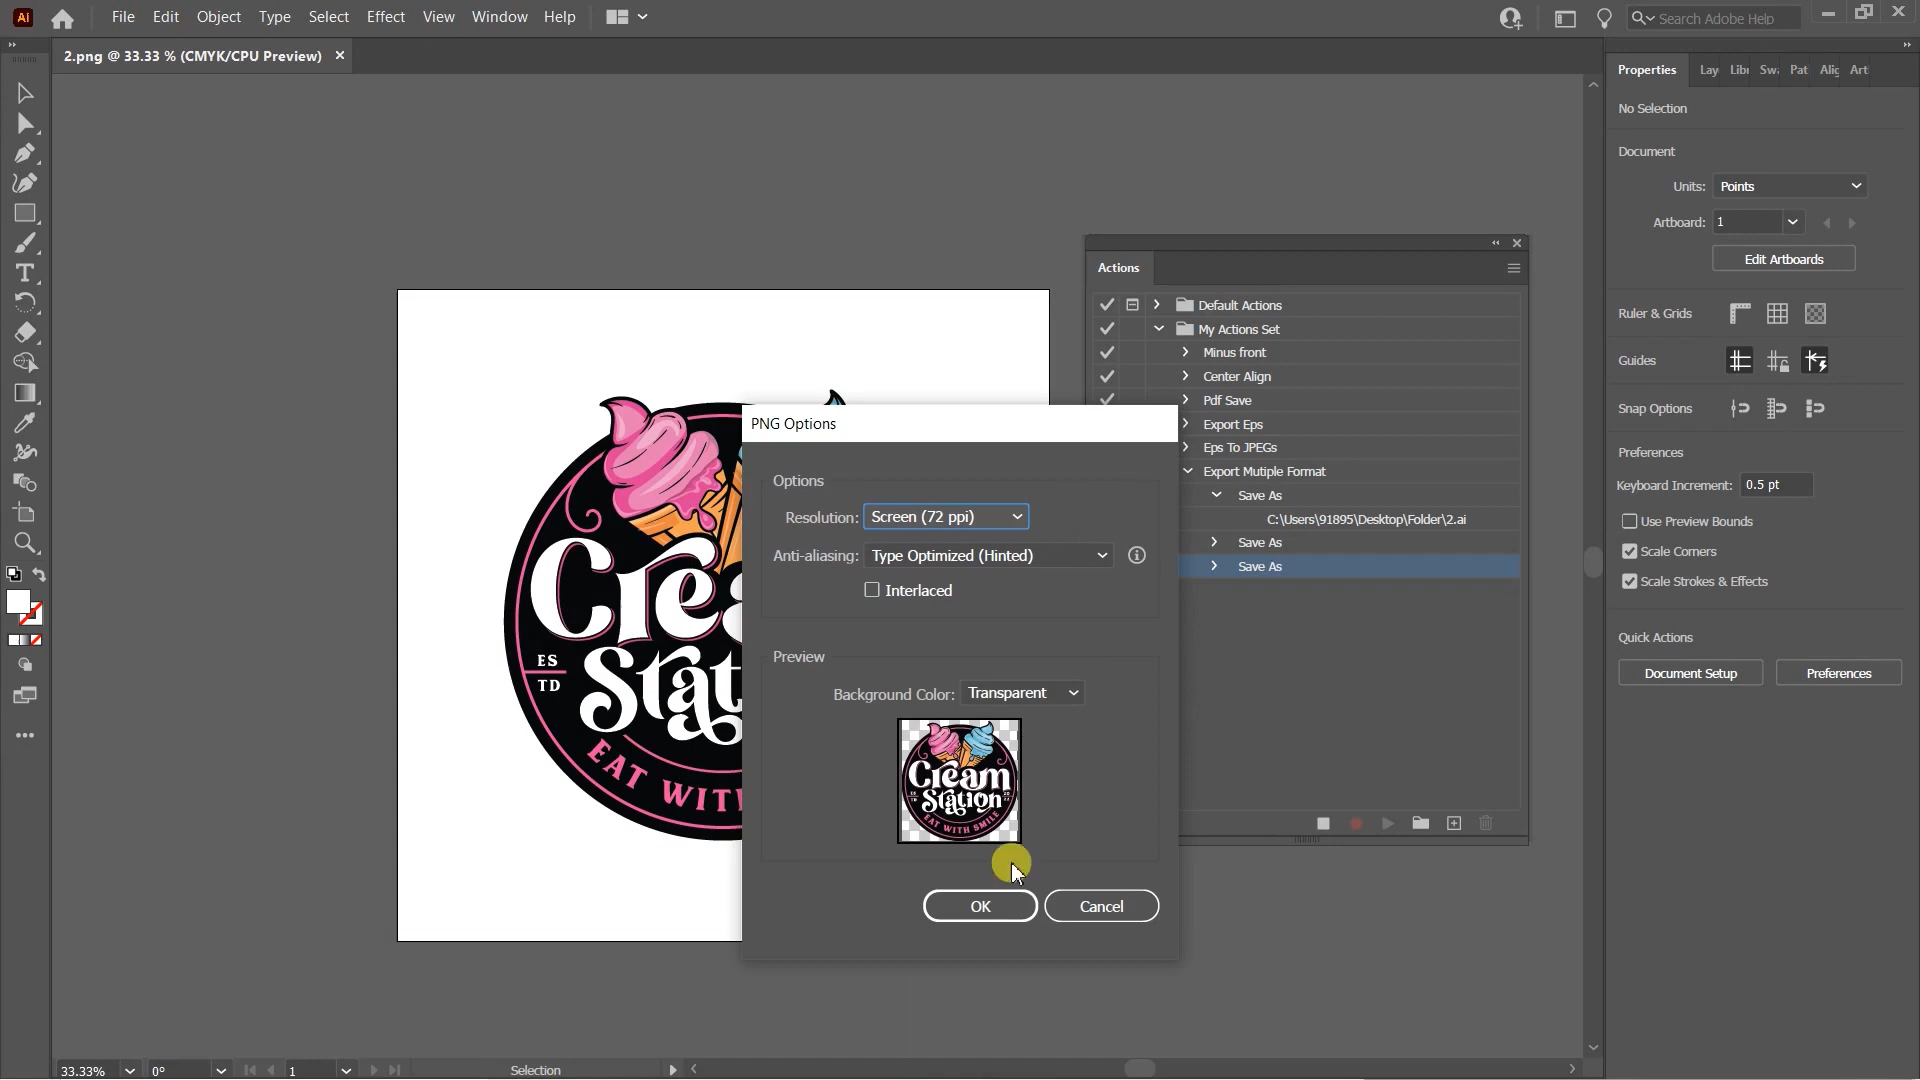 Ai
File Edit Object Type Select Effect View Window Help
Search Adobe Help
2.png @ 33.33 % (CMYK/CPU Preview)
Properties Lay Libr Swa Pat Alig Art
No Selection
Document
Units: Points
Artboard: 1
Edit Artboards
Ruler & Grids
Guides
Snap Options
Preferences
Keyboard Increment: 0.5 pt
Use Preview Bounds
Scale Corners
Scale Strokes & Effects
Quick Actions
Document Setup
Preferences
Actions
Default Actions
My Actions Set
Minus front
Center Align
Pdf Save
Export Eps
Eps To JPEGs
Export Mutiple Format
Save As
C:\Users\91895\Desktop\Folder\2.ai
Save As
Save As
PNG Options
Options
Resolution: Screen (72 ppi)
Anti-aliasing: Type Optimized (Hinted)
Interlaced
Preview
Background Color: Transparent
Cream
Station
ES
TD
EAT WITH SMILE
OK
Cancel
Crea
Stat
ES
TD
EAT WITH
33.33% 0° 1 Selection